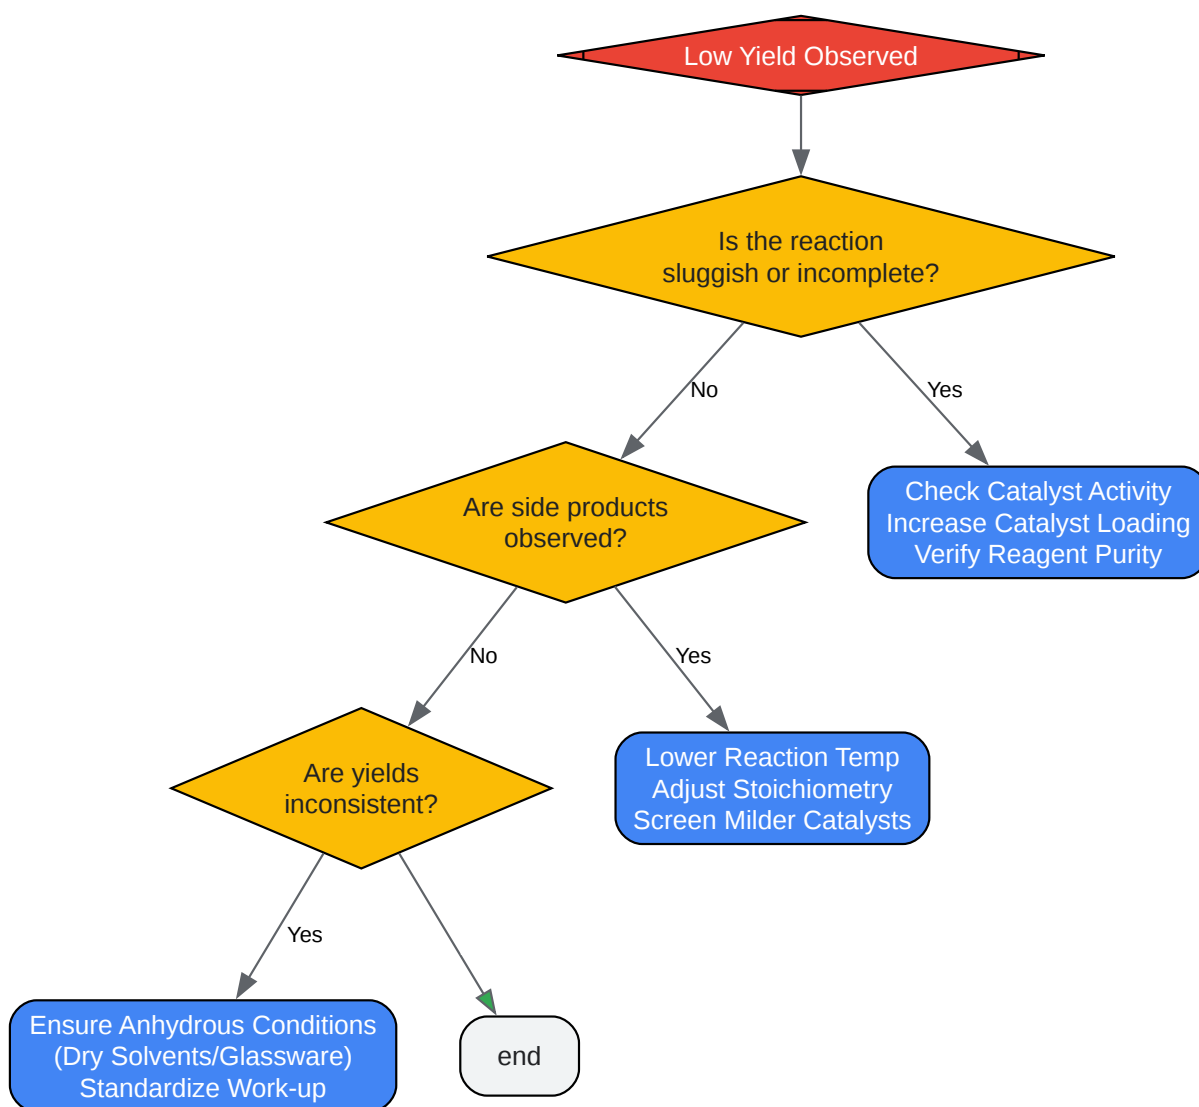 Low Yield Observed
Is the reaction
sluggish or incomplete?
No
Yes
Are side products
observed?
Check Catalyst Activity
Increase Catalyst Loading
Verify Reagent Purity
No
Yes
Are yields
inconsistent?
Lower Reaction Temp
Adjust Stoichiometry
Screen Milder Catalysts
Yes
Ensure Anhydrous Conditions
(Dry Solvents/Glassware)
Standardize Work-up
end